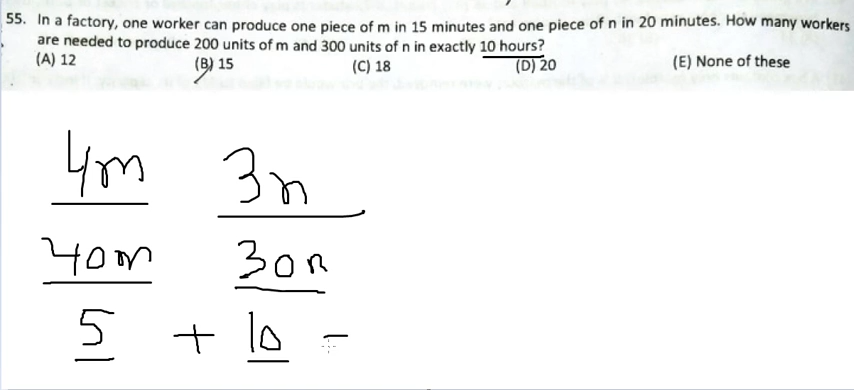 55. In a factory, one worker can produce one piece of m in 15 minutes and one piece of n in 20 minutes. How many workers
are needed to produce 200 units of m and 300 units of n in exactly 10 hours?
(A) 12 (B) 15 (C) 18 (D) 20 (E) None of these
4m 3n
40m 30n
5 + 10 =